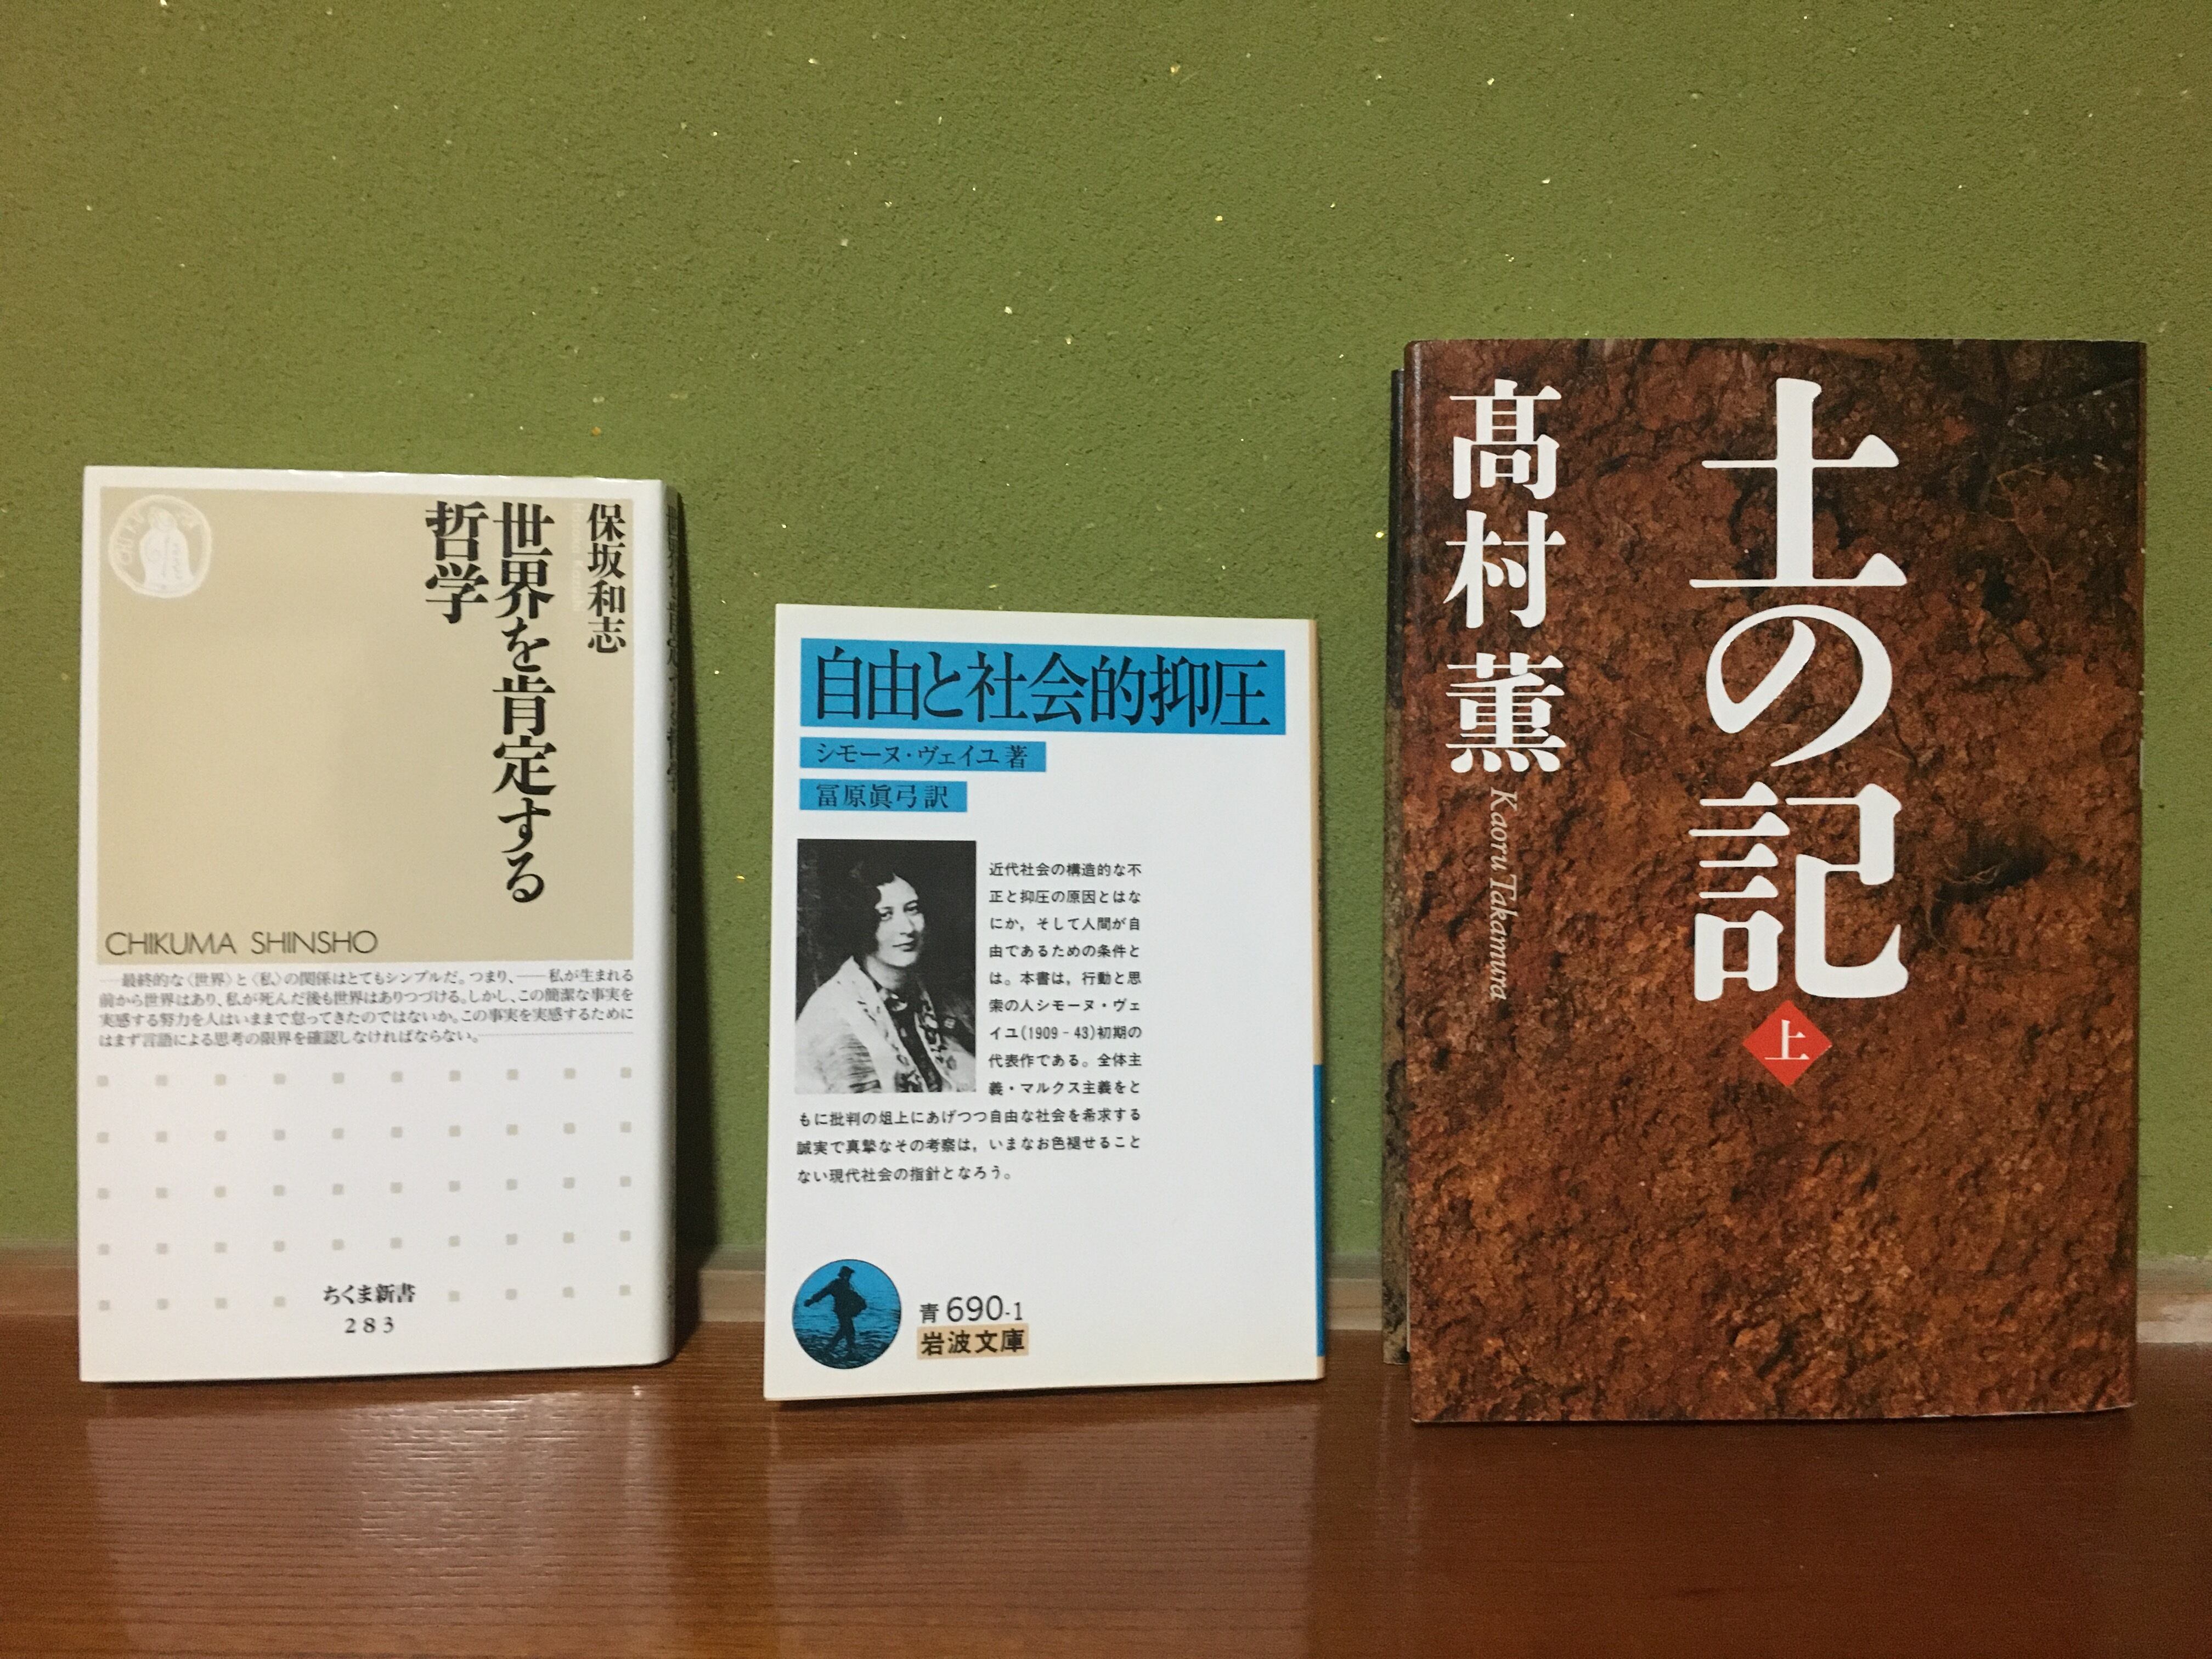 保坂和志
世界を肯定する
哲学
CHIKUMA SHINSHO
──最終的な〈世界〉と〈私〉の関係はとてもシンプルだ。つまり、──私が生まれる
前から世界はあり、私が死んだ後も世界はありつづける。しかし、この簡潔な事実を
実感する努力を人はいままで怠ってきたのではないか。この事実を実感するために
はまず言語による思考の限界を確認しなければならない。
ちくま新書
283
自由と社会的抑圧
シモーヌ・ヴェイユ著
冨原眞弓訳
近代社会の構造的な不
正と抑圧の原因とはな
にか，そして人間が自
由であるための条件と
は。本書は，行動と思
索の人シモーヌ・ヴェ
イユ(1909‐43)初期の
代表作である。全体主
義・マルクス主義をと
もに批判の俎上にあげつつ自由な社会を希求する
誠実で真摯なその考察は，いまなお色褪せること
ない現代社会の指針となろう。
青690-1
岩波文庫
土の記
上
髙村薫
Kaoru Takamura